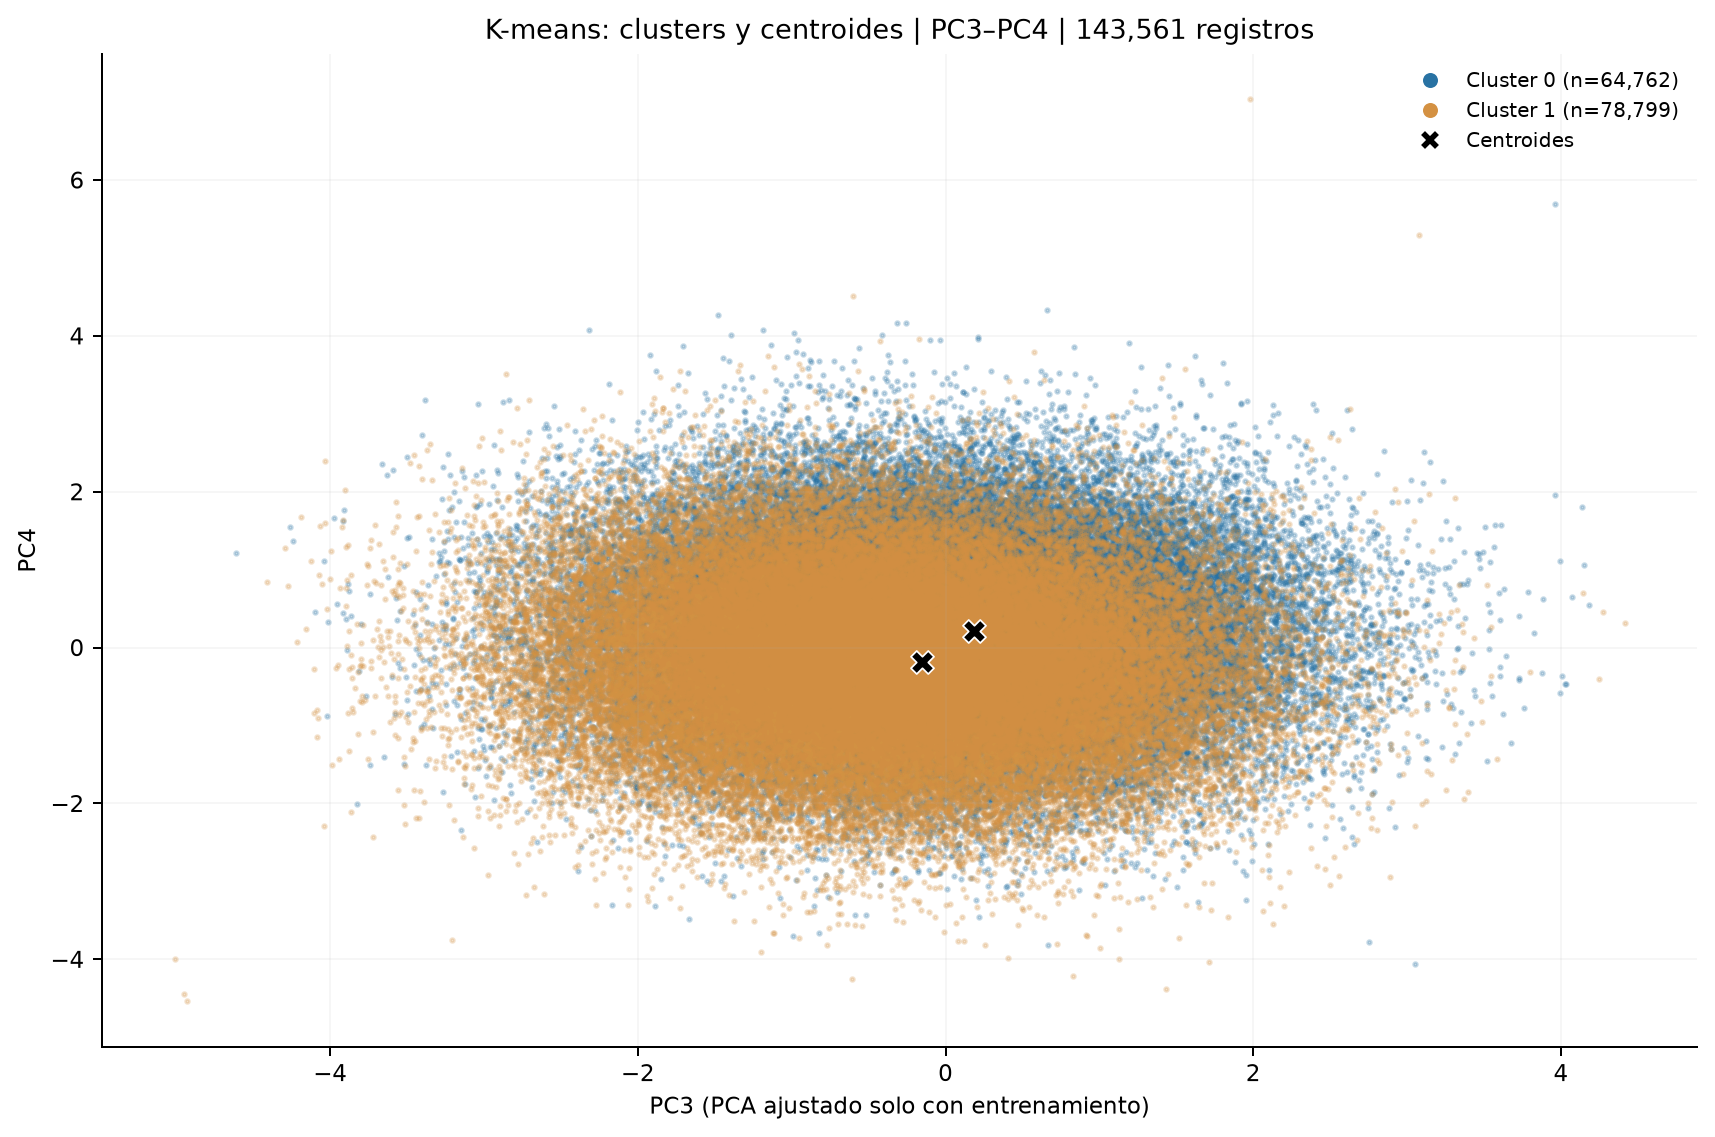 K-means: clusters y centroides | PC3–PC4 | 143,561 registros
Cluster 0 (n=64,762)
Cluster 1 (n=78,799)
Centroides
6
4
2
0
−2
−4
PC4
−4
−2
0
2
4
PC3 (PCA ajustado solo con entrenamiento)